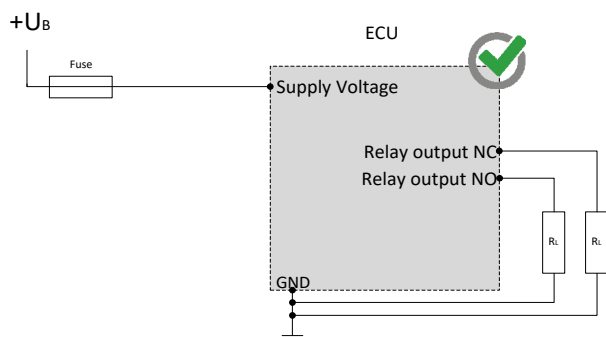 +UB
ECU
Fuse
Supply Voltage
Relay output NC
Relay output NO
RL
RL
GND